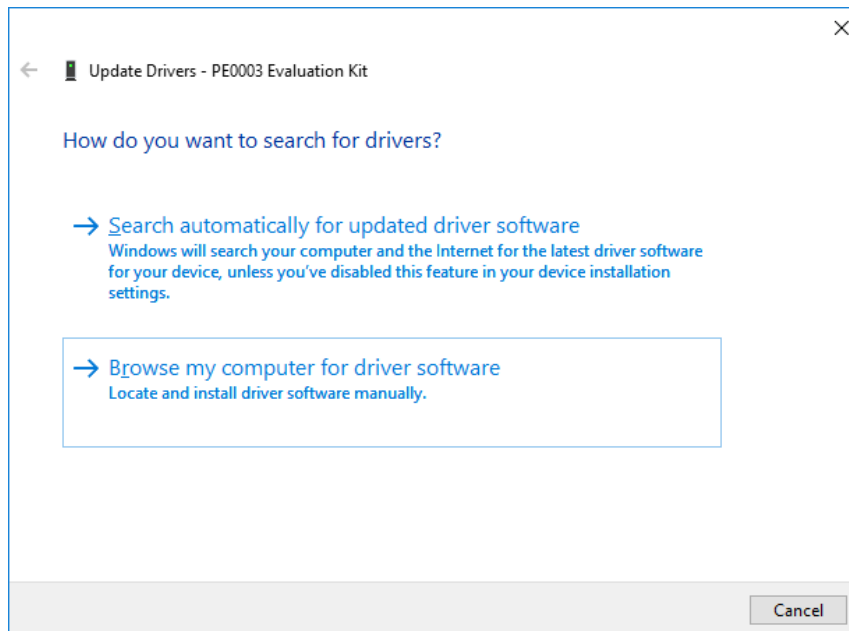 Update Drivers - PE0003 Evaluation Kit
How do you want to search for drivers?
Search automatically for updated driver software
Windows will search your computer and the Internet for the latest driver software
for your device, unless you've disabled this feature in your device installation
settings.
Browse my computer for driver software
Locate and install driver software manually.
Cancel